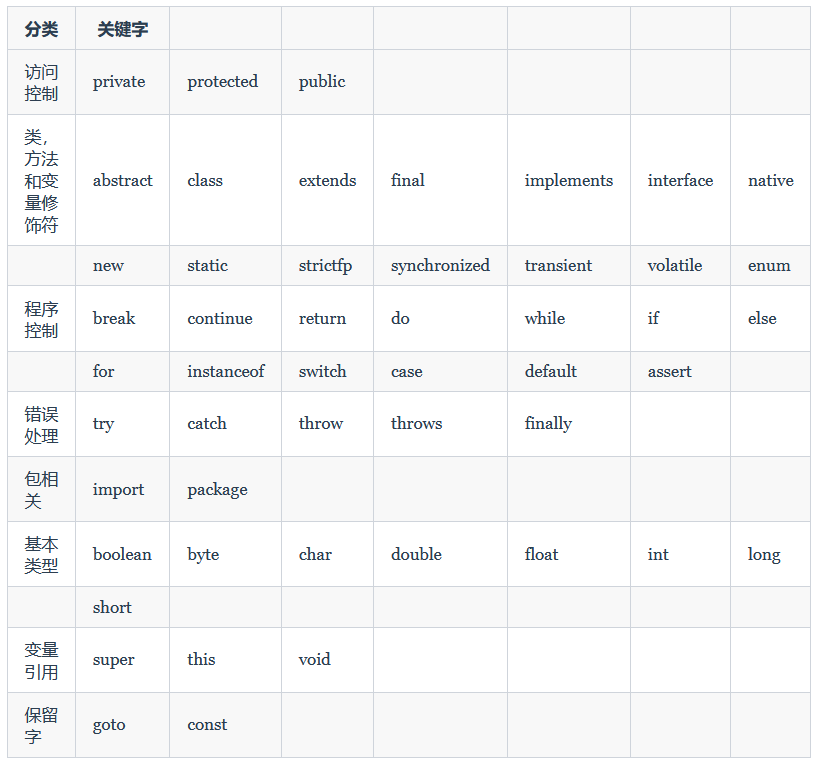 分类 关键字
访问
控制 private protected public
类，
方法
和变
量修
饰符 abstract class extends final implements interface native
new static strictfp synchronized transient volatile enum
程序
控制 break continue return do while if else
for instanceof switch case default assert
错误
处理 try catch throw throws finally
包相
关 import package
基本
类型 boolean byte char double float int long
short
变量
引用 super this void
保留
字 goto const